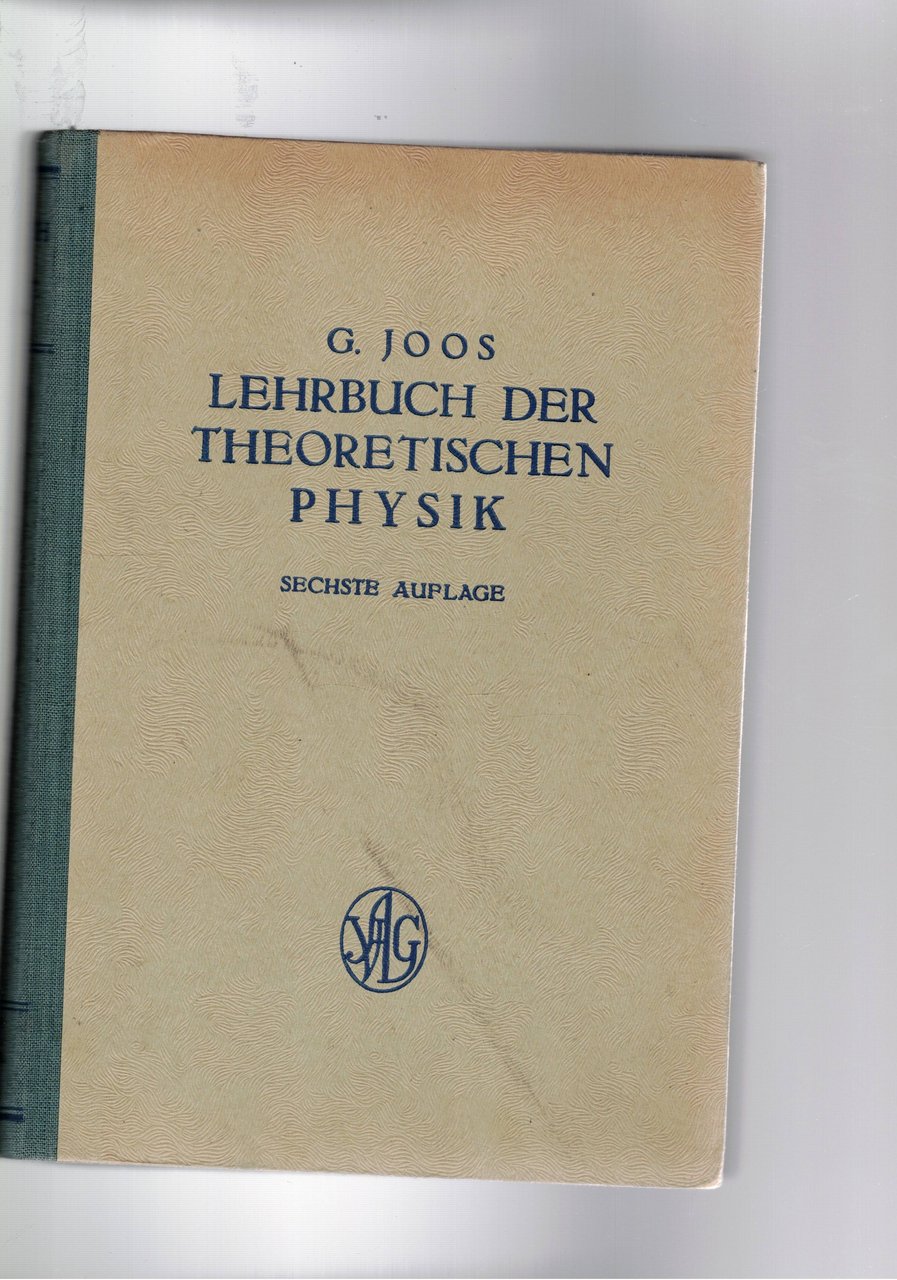 G. JOOS
LEHRBUCH DER
THEORETISCHEN
PHYSIK
SECHSTE AUFLAGE